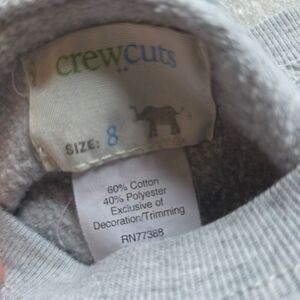 crewcuts
SIZE: 8
60% Cotton
40% Polyester
Exclusive of
Decoration/Trimming
RN77388